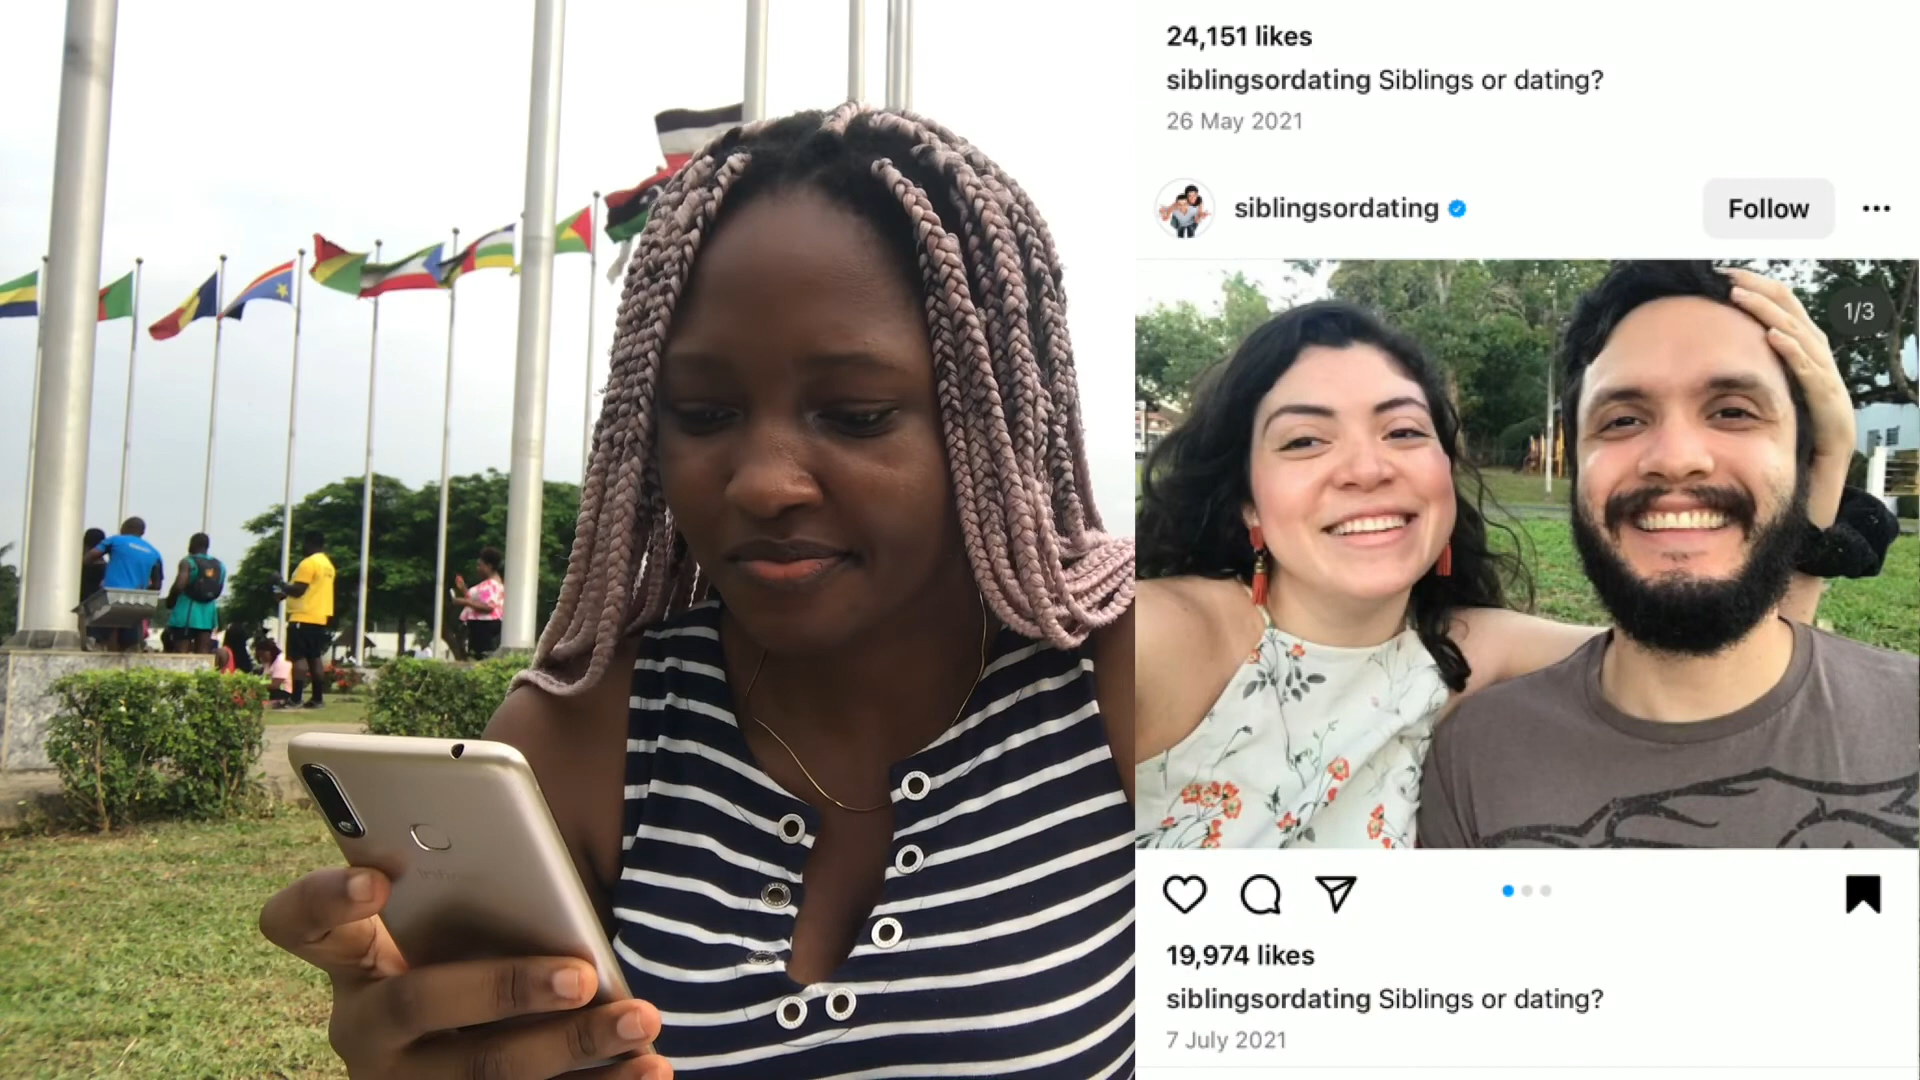 24,151 likes
siblingsordating Siblings or dating?
26 May 2021
siblingsordating
Follow
1/3
19,974 likes
siblingsordating Siblings or dating?
7 July 2021